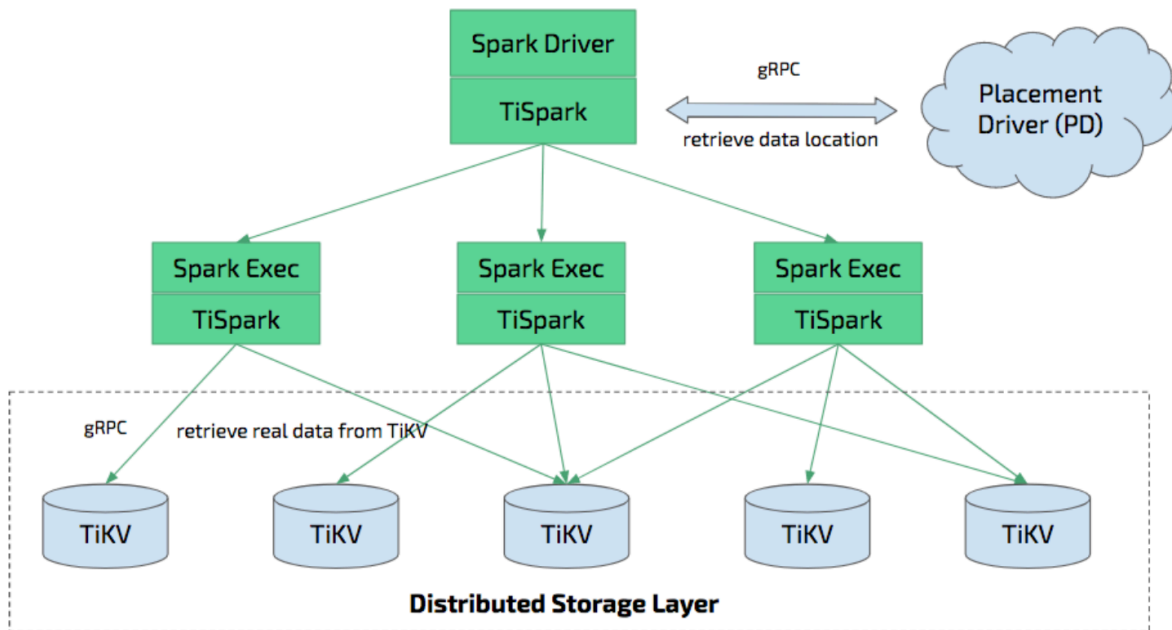 Spark Driver
TiSpark
gRPC
retrieve data location
Placement
Driver (PD)
Spark Exec
TiSpark
Spark Exec
TiSpark
Spark Exec
TiSpark
gRPC
retrieve real data from TiKV
TiKV
TiKV
TiKV
TiKV
TiKV
Distributed Storage Layer